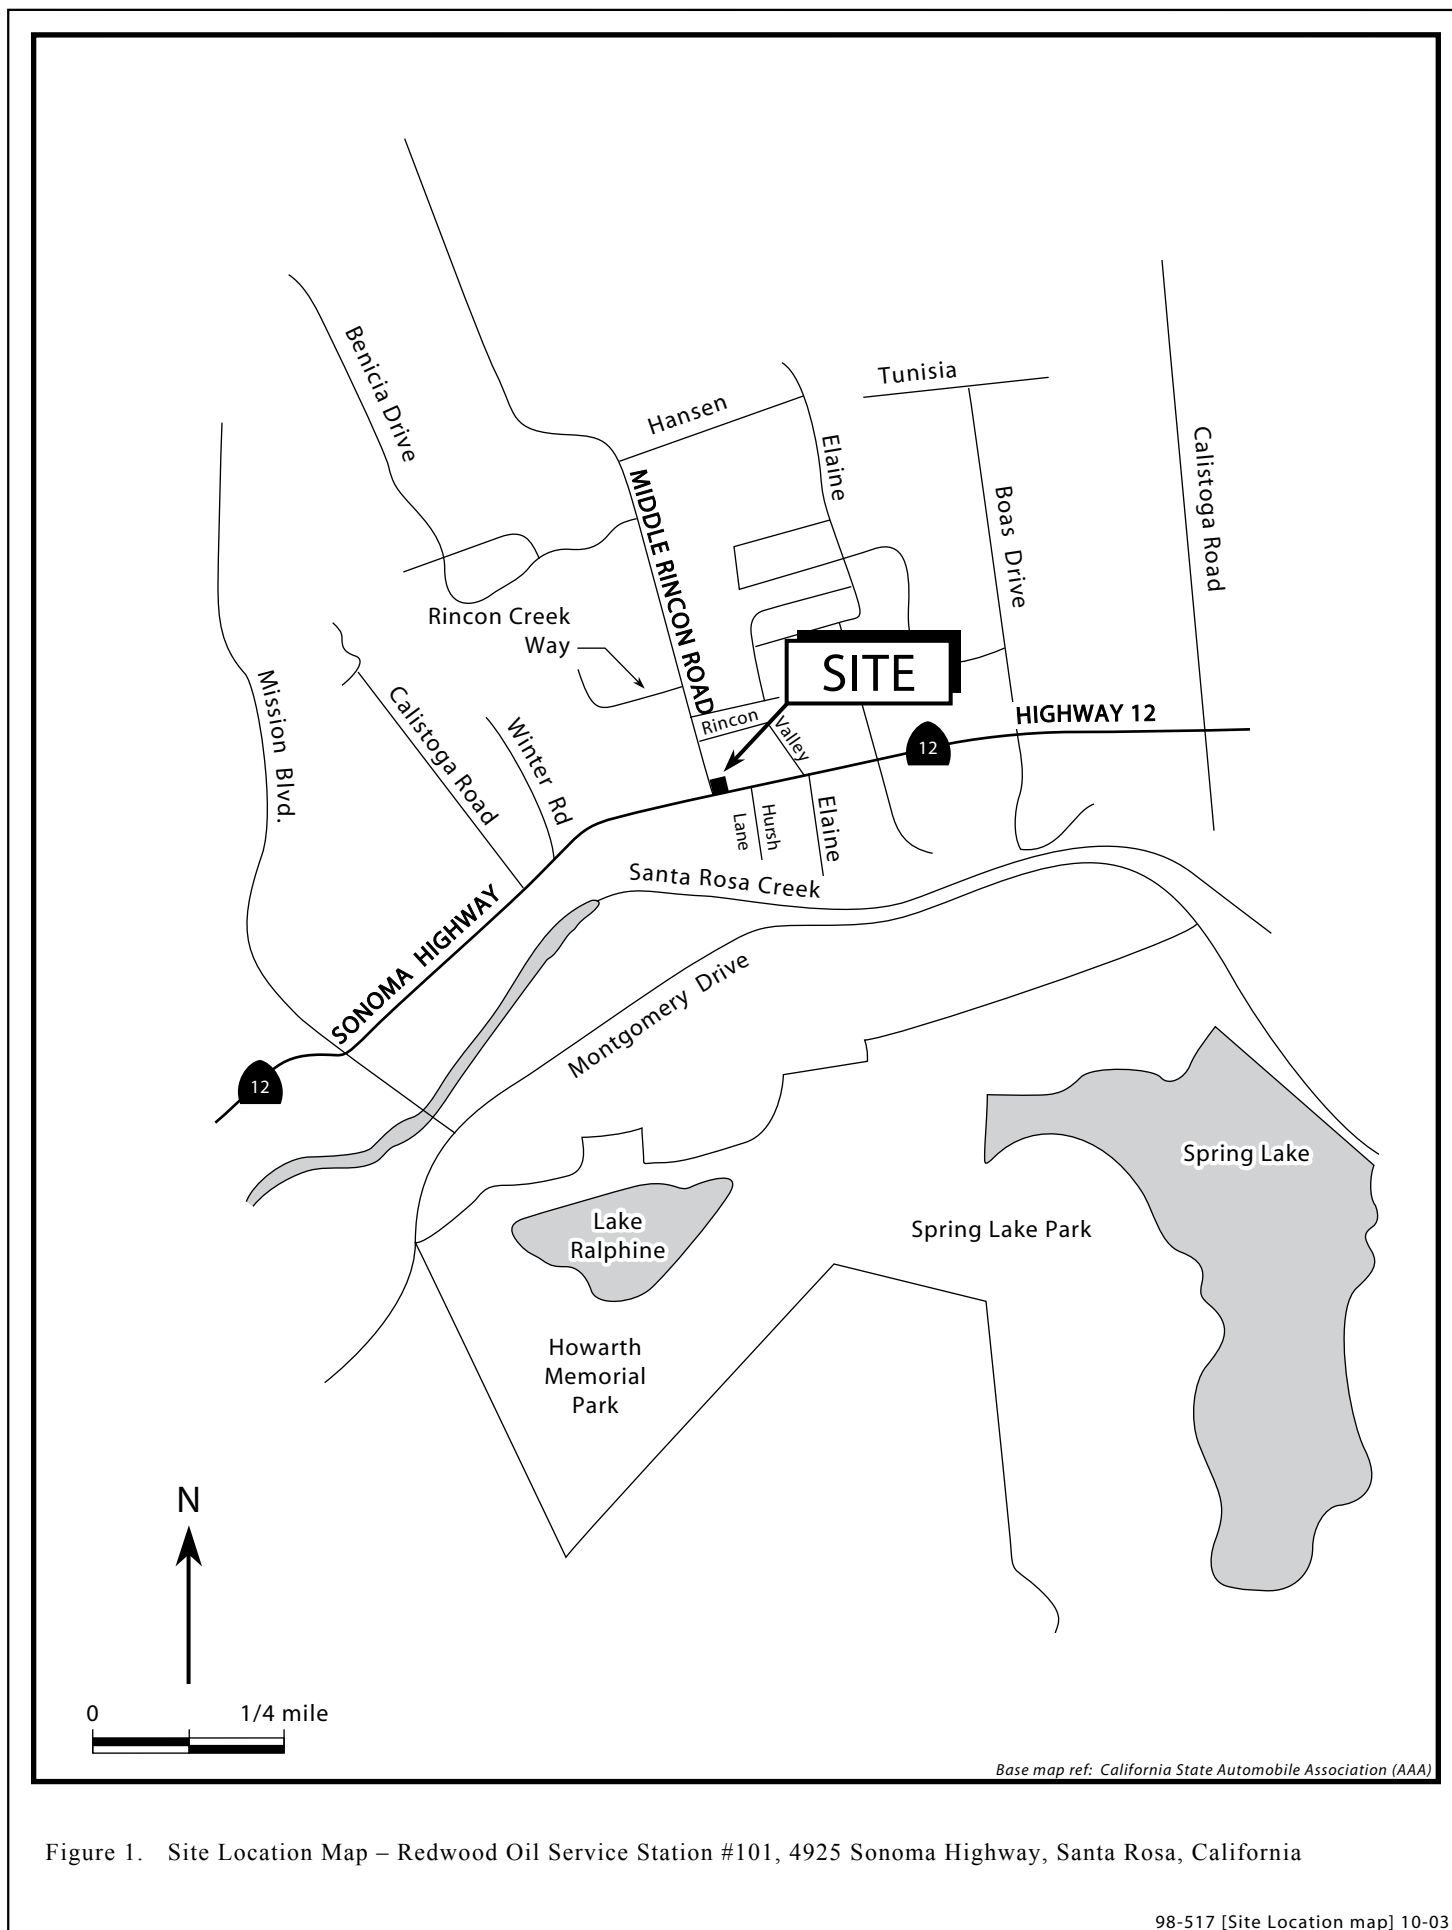 Benicia Drive
Hansen
Tunisia
Elaine
Calistoga Road
MIDDLE RINCON ROAD
Boas Drive
Rincon Creek
Way
SITE
Mission Blvd.
Calistoga Road
Winter Rd
Rincon
Valley
HIGHWAY 12
12
Hursh
Lane
Elaine
Santa Rosa Creek
SONOMA HIGHWAY
Montgomery Drive
12
Spring Lake
Lake
Ralphine
Spring Lake Park
Howarth
Memorial
Park
N
0 1/4 mile
Base map ref: California State Automobile Association (AAA)
Figure 1. Site Location Map – Redwood Oil Service Station #101, 4925 Sonoma Highway, Santa Rosa, California
98-517 [Site Location map] 10-03